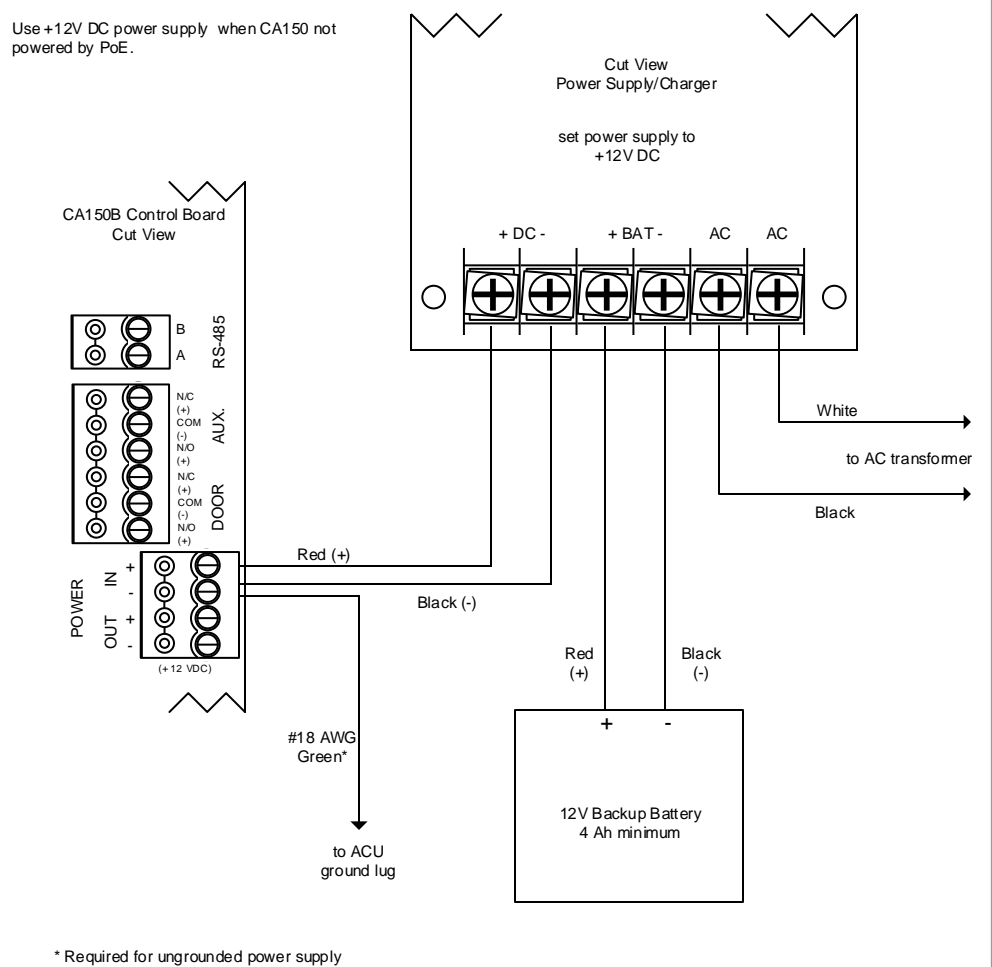 Use +12V DC power supply when CA150 not
powered by PoE.
Cut View
Power Supply/Charger
set power supply to
+12V DC
+ DC -
+ BAT -
AC
AC
CA150B Control Board
Cut View
B
A
RS-485
N/C
(+)
COM
(-)
N/O
(+)
AUX.
N/C
(+)
COM
(-)
N/O
(+)
DOOR
White
to AC transformer
Black
POWER
IN
+
-
OUT
+
-
(+12 VDC)
Red (+)
Black (-)
Red
(+)
Black
(-)
#18 AWG
Green*
to ACU
ground lug
+
-
12V Backup Battery
4 Ah minimum
* Required for ungrounded power supply